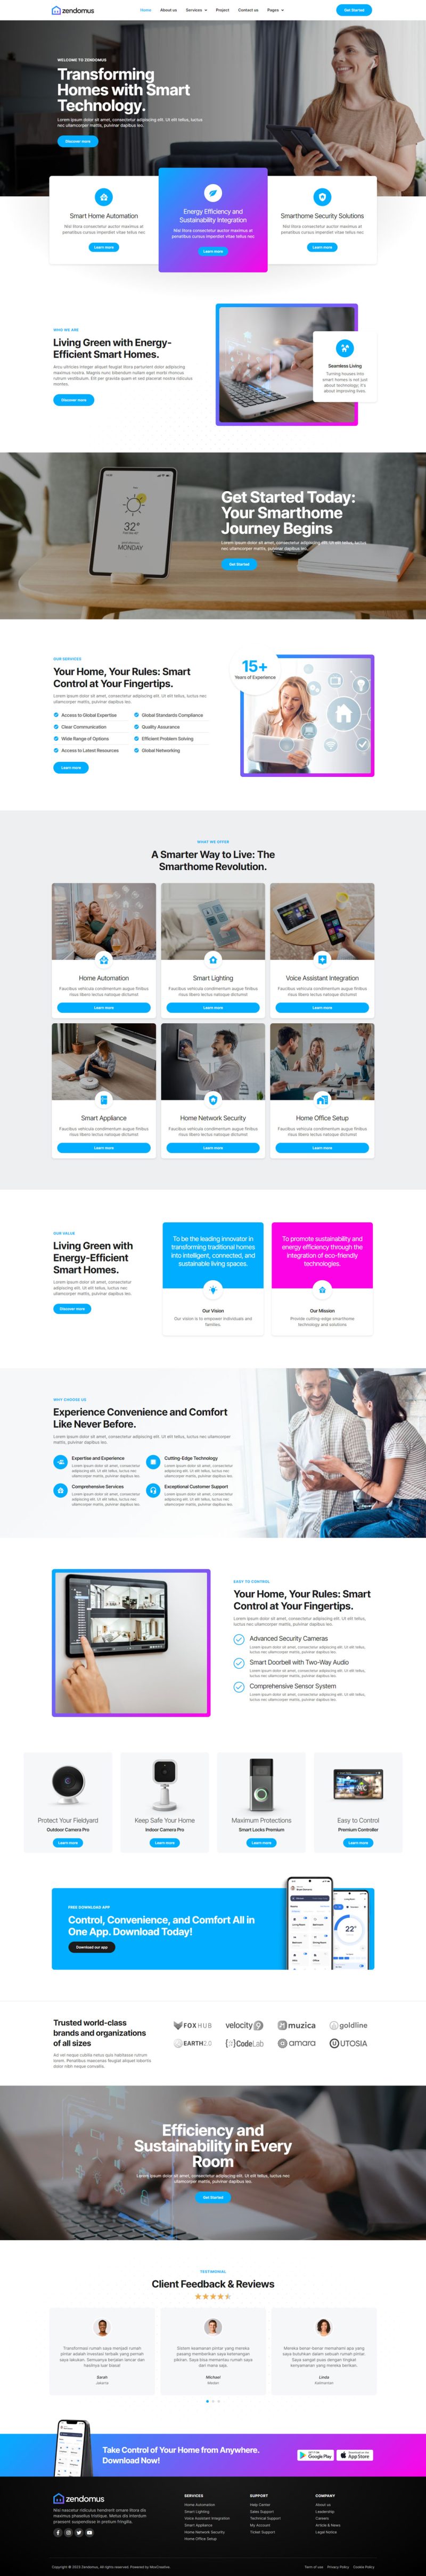 zendomus
Home About us Services Project Contact us Pages
Get Started
WELCOME TO ZENDOMUS
Transforming
Homes with Smart
Technology.
Lorem ipsum dolor sit amet, consectetur adipiscing elit. Ut elit tellus, luctus
nec ullamcorper mattis, pulvinar dapibus leo.
Discover more
Smart Home Automation
Nisl litora consectetur auctor maximus at
penatibus cursus imperdiet vitae tellus nec
Learn more
Energy Efficiency and
Sustainability Integration
Nisl litora consectetur auctor maximus at
penatibus cursus imperdiet vitae tellus nec
Learn more
Smarthome Security Solutions
Nisl litora consectetur auctor maximus at
penatibus cursus imperdiet vitae tellus nec
Learn more
WHO WE ARE
Living Green with Energy-
Efficient Smart Homes.
Arcu ultricies integer aliquet feugiat litora parturient dolor adipiscing
maximus nostra. Magnis nunc bibendum sapien eget morbi rhoncus
rutrum vestibulum. Elit per gravida quam et sed placerat viverra ridiculus
montes.
Discover more
Seamless Living
Turning houses into
smart homes is not just
about technology, it's
about improving lives.
32°
MONDAY
Get Started Today:
Your Smarthome
Journey Begins
Lorem ipsum dolor sit amet, consectetur adipiscing elit. Ut elit tellus, luctus
nec ullamcorper mattis, pulvinar dapibus leo.
Get Started
OUR SERVICES
Your Home, Your Rules: Smart
Control at Your Fingertips.
Lorem ipsum dolor sit amet, consectetur adipiscing elit. Ut elit tellus, luctus nec
ullamcorper mattis, pulvinar dapibus leo.
Access to Global Expertise
Global Standards Compliance
Clear Communication
Quality Assurance
Wide Range of Options
Efficient Problem Solving
Access to Latest Resources
Global Networking
Learn more
15+
Years of Experience
WHAT WE OFFER
A Smarter Way to Live: The
Smarthome Revolution.
Home Automation
Faucibus vehicula condimentum augue finibus
risus libero lectus natoque dictumst
Learn more
Smart Lighting
Faucibus vehicula condimentum augue finibus
risus libero lectus natoque dictumst
Learn more
Voice Assistant Integration
Faucibus vehicula condimentum augue finibus
risus libero lectus natoque dictumst
Learn more
Smart Appliance
Faucibus vehicula condimentum augue finibus
risus libero lectus natoque dictumst
Learn more
Home Network Security
Faucibus vehicula condimentum augue finibus
risus libero lectus natoque dictumst
Learn more
Home Office Setup
Faucibus vehicula condimentum augue finibus
risus libero lectus natoque dictumst
Learn more
OUR VALUE
Living Green with
Energy-Efficient
Smart Homes.
Lorem ipsum dolor sit amet, consectetur
adipiscing elit. Ut elit tellus, luctus nec
ullamcorper mattis, pulvinar dapibus leo.
Discover more
To be the leading innovator in
transforming traditional homes
into intelligent, connected, and
sustainable living spaces.
Our Vision
Our vision is to empower individuals and
families
To promote sustainability and
energy efficiency through the
integration of eco-friendly
technologies.
Our Mission
Provide cutting-edge smarthome
technology and solutions
WHY CHOOSE US
Experience Convenience and Comfort
Like Never Before.
Lorem ipsum dolor sit amet, consectetur adipiscing elit. Ut elit tellus, luctus nec ullamcorper
mattis, pulvinar dapibus leo.
Expertise and Experience
Lorem ipsum dolor sit amet, consectetur
adipiscing elit. Ut elit tellus, luctus nec
ullamcorper mattis, pulvinar dapibus leo.
Cutting-Edge Technology
Lorem ipsum dolor sit amet, consectetur
adipiscing elit. Ut elit tellus, luctus nec
ullamcorper mattis, pulvinar dapibus leo.
Comprehensive Services
Lorem ipsum dolor sit amet, consectetur
adipiscing elit. Ut elit tellus, luctus nec
ullamcorper mattis, pulvinar dapibus leo.
Exceptional Customer Support
Lorem ipsum dolor sit amet, consectetur
adipiscing elit. Ut elit tellus, luctus nec
ullamcorper mattis, pulvinar dapibus leo.
EASY TO CONTROL
Your Home, Your Rules: Smart
Control at Your Fingertips.
Lorem ipsum dolor sit amet, consectetur adipiscing elit. Ut elit tellus,
luctus nec ullamcorper mattis, pulvinar dapibus leo.
Advanced Security Cameras
Lorem ipsum dolor sit amet, consectetur adipiscing elit. Ut elit tellus,
luctus nec ullamcorper mattis, pulvinar dapibus leo.
Smart Doorbell with Two-Way Audio
Lorem ipsum dolor sit amet, consectetur adipiscing elit. Ut elit tellus,
luctus nec ullamcorper mattis, pulvinar dapibus leo.
Comprehensive Sensor System
Lorem ipsum dolor sit amet, consectetur adipiscing elit. Ut elit tellus,
luctus nec ullamcorper mattis, pulvinar dapibus leo.
Protect Your Fieldyard
Outdoor Camera Pro
Learn more
Keep Safe Your Home
Indoor Camera Pro
Learn more
Maximum Protections
Smart Locks Premium
Learn more
Easy to Control
Premium Controller
Learn more
FREE DOWNLOAD APP
Control, Convenience, and Comfort All in
One App. Download Today!
Download our app
22°
Trusted world-class
brands and organizations
of all sizes
Ad vel neque cubilia netus quis habitasse rutrum
lorem. Penatibus maecenas feugiat aliquet lobortis
dolor nibh neque convallis.
FOXHUB
velocity9
muzica
goldline
EARTH2.0
CodeLab
amara
UTOSIA
Efficiency and
Sustainability in Every
Room
Lorem ipsum dolor sit amet, consectetur adipiscing elit. Ut elit tellus, luctus nec
ullamcorper mattis, pulvinar dapibus leo.
Get Started
TESTIMONIAL
Client Feedback & Reviews
Transformasi rumah saya menjadi rumah
pintar adalah investasi terbaik yang pernah
saya lakukan. Semuanya berjalan lancar dan
hasilnya luar biasa!
Sarah
Jakarta
Sistem keamanan pintar yang mereka
pasang memberikan saya ketenangan
pikiran. Saya bisa memantau rumah saya
dari mana saja.
Michael
Medan
Mereka benar-benar memahami apa yang
saya butuhkan dalam sebuah rumah pintar.
Saya sangat puas dengan tingkat
kenyamanan yang mereka berikan.
Linda
Kalimantan
Take Control of Your Home from Anywhere.
Download Now!
Google Play
App Store
zendomus
Nisi nascetur ridiculus hendrerit ornare litora dis
maximus phasellus tristique. Metus dis interdum
praesent suspendisse in pretium fringilla.
SERVICES
Home Automation
Smart Lighting
Voice Assistant Integration
Smart Appliance
Home Network Security
Home Office Setup
SUPPORT
Help Center
Sales Support
Technical Support
My Account
Ticket Support
COMPANY
About us
Leadership
Careers
Article & News
Legal Notice
Term of use Privacy Policy Cookie Policy